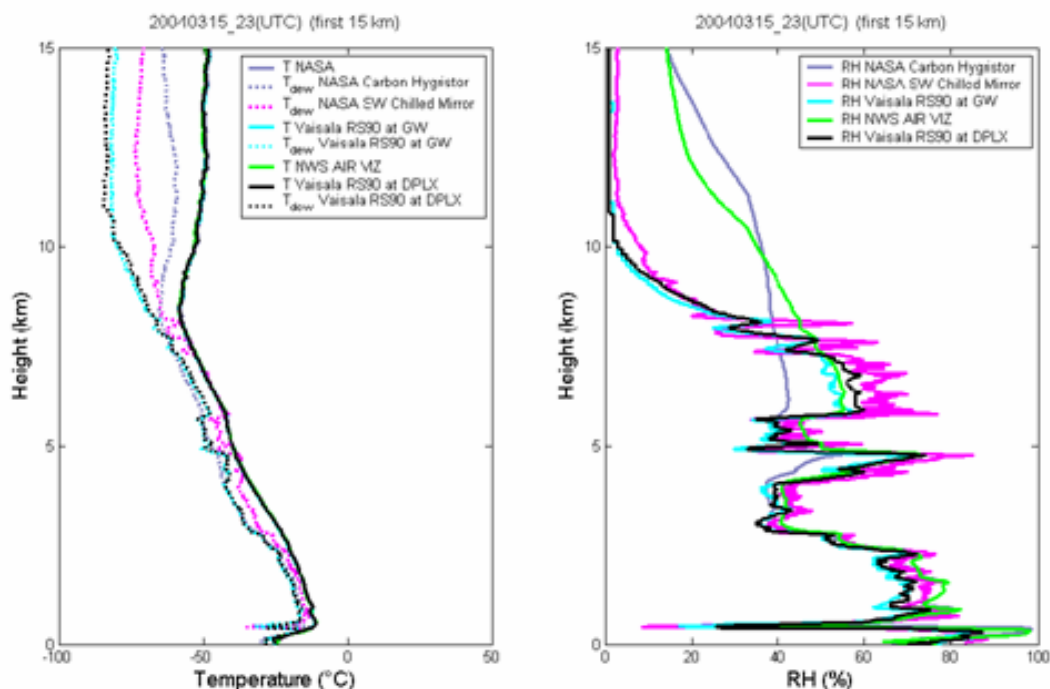 20040315_23(UTC) (first 15 km)
15
10
5
0
Height (km)
-100
-50
0
50
Temperature (°C)
T NASA
Tdew NASA Carbon Hygristor
Tdew NASA SW Chilled Mirror
T Vaisala RS90 at GW
Tdew Vaisala RS90 at GW
T NWS AIR VIZ
T Vaisala RS90 at DPLX
Tdew Vaisala RS90 at DPLX
20040315_23(UTC) (first 15 km)
15
10
5
0
Height (km)
0
20
40
60
80
100
RH (%)
RH NASA Carbon Hygristor
RH NASA SW Chilled Mirror
RH Vaisala RS90 at GW
RH NWS AIR VIZ
RH Vaisala RS90 at DPLX